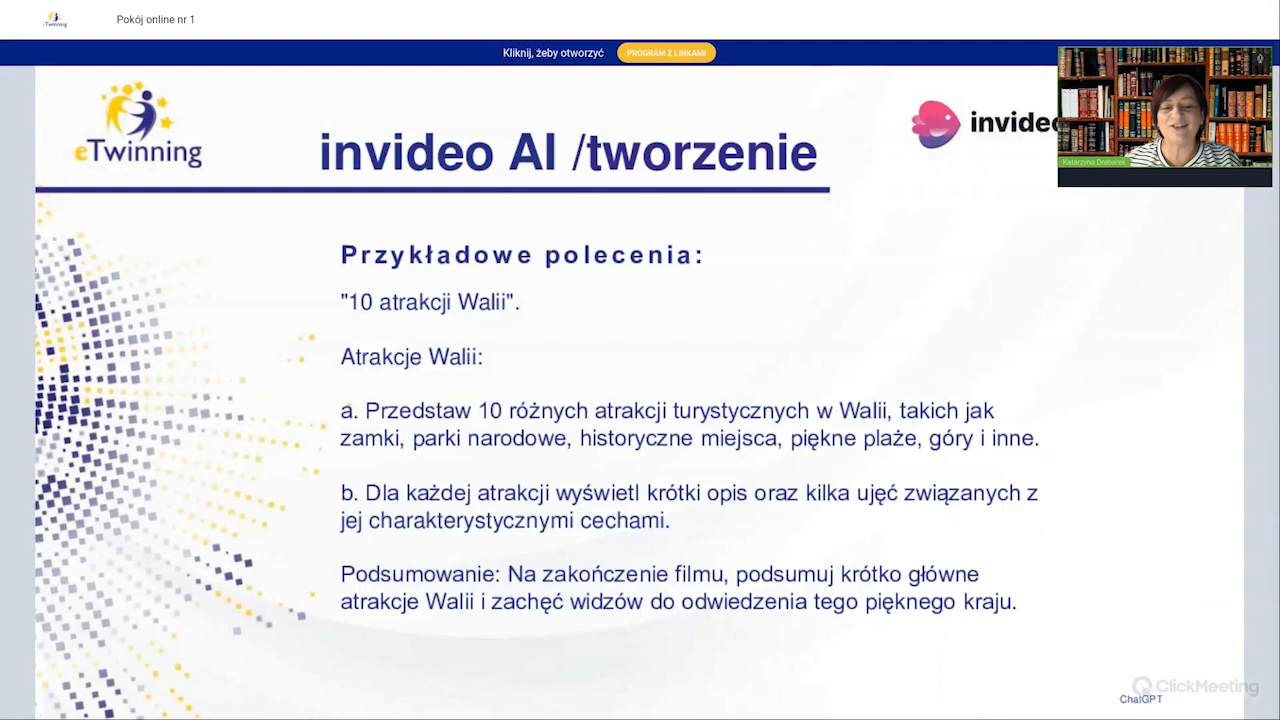 eTwinning
Pokój online nr 1
Kliknij, żeby otworzyć
PROGRAM Z LINKAMI
eTwinning
invideo AI /tworzenie
invideo
Katarzyna Drabarek
Przykładowe polecenia:
"10 atrakcji Walii".
Atrakcje Walii:
a. Przedstaw 10 różnych atrakcji turystycznych w Walii, takich jak
zamki, parki narodowe, historyczne miejsca, piękne plaże, góry i inne.
b. Dla każdej atrakcji wyświetl krótki opis oraz kilka ujęć związanych z
jej charakterystycznymi cechami.
Podsumowanie: Na zakończenie filmu, podsumuj krótko główne
atrakcje Walii i zachęć widzów do odwiedzenia tego pięknego kraju.
ClickMeeting
ChatGPT